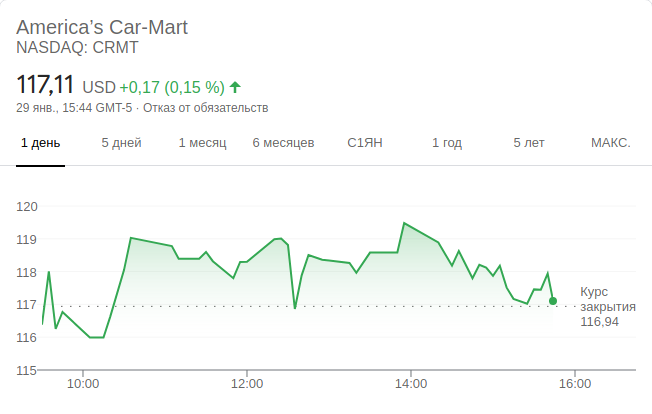 America’s Car-Mart
NASDAQ: CRMT
117,11 USD +0,17 (0,15 %)
29 янв., 15:44 GMT-5 · Отказ от обязательств
1 день 5 дней 1 месяц 6 месяцев С1ЯН 1 год 5 лет МАКС.
120
119
118
117
116
115
Курс
закрытия
116,94
10:00 12:00 14:00 16:00